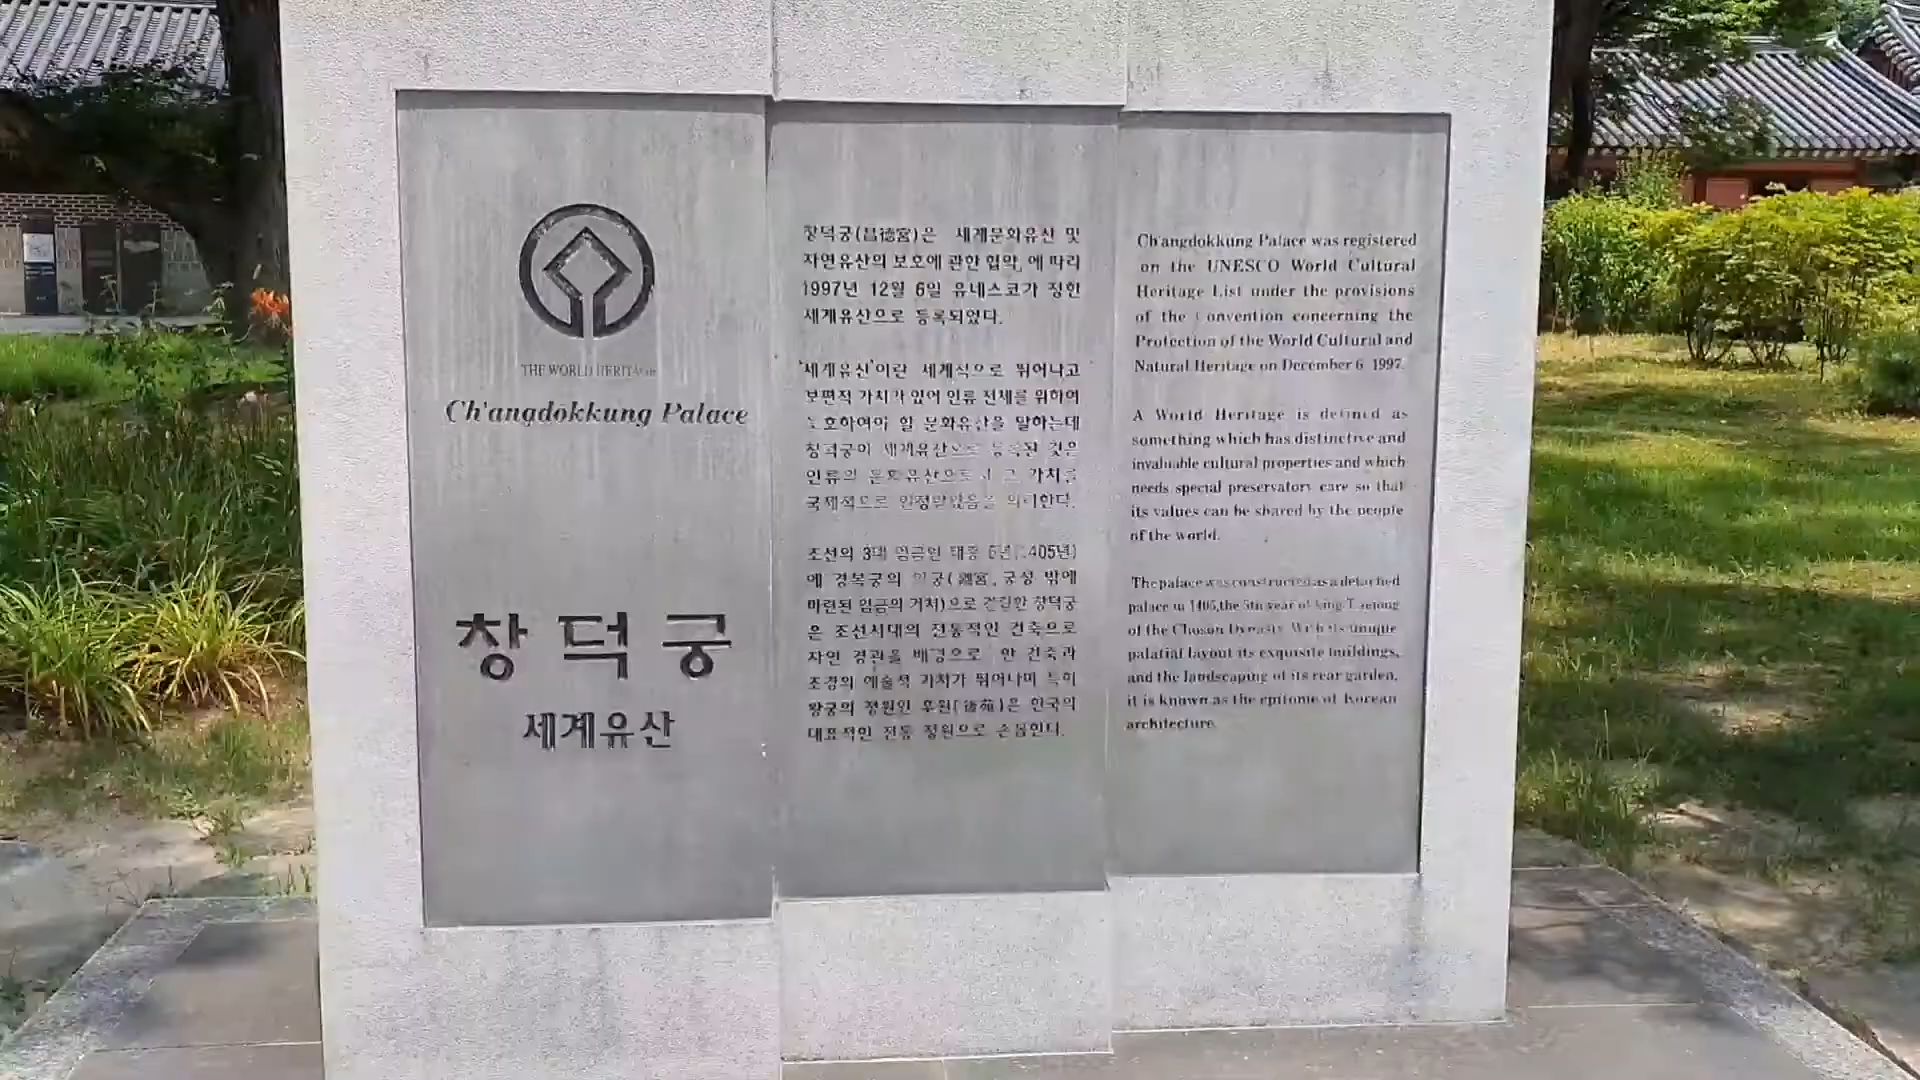 THE WORLD HERITAGE
Ch'angdokkung Palace
창덕궁
세계유산
창덕궁(昌德宮)은 세계문화유산 및
자연유산의 보호에 관한 협약, 에 따라
1997년 12월 6일 유네스코가 정한
세계유산으로 등록되었다.
'세계유산'이란 세계적으로 뛰어나고
보편적 가치가 있어 인류 전체를 위하여
호하여야 할 문화유산을 말하는데
창덕궁이 세계유산으로 등록된 것은
인류의 문화유산으로 그 가치를
국제적으로 인정받았음을 의미한다.
조선의 3대 임금인 태종 5년(1405년)
에 경복궁의 이궁(離宮, 궁성 밖에
마련된 임금의 거처)으로 건립한 창덕궁
은 조선시대의 전통적인 건축으로
자연 경관을 배경으로 한 건축과
조경의 예술적 가치가 뛰어나며 특히
왕궁의 정원인 후원(後苑)은 한국의
대표적인 전통 정원으로 손꼽힌다.
Ch'angdokkung Palace was registered
on the UNESCO World Cultural
Heritage List under the provisions
of the Convention concerning the
Protection of the World Cultural and
Natural Heritage on December 6 1997.
A World Heritage is defined as
something which has distinctive and
invaluable cultural properties and which
needs special preservatory care so that
its values can be shared by the people
of the world.
The palace was constructed as a detached
palace in 1405, the 5th year of king T'aejong
of the Choson Dynasty. With its unique
palatial layout its exquisite buildings,
and the landscaping of its rear garden,
it is known as the epitome of Korean
architecture.